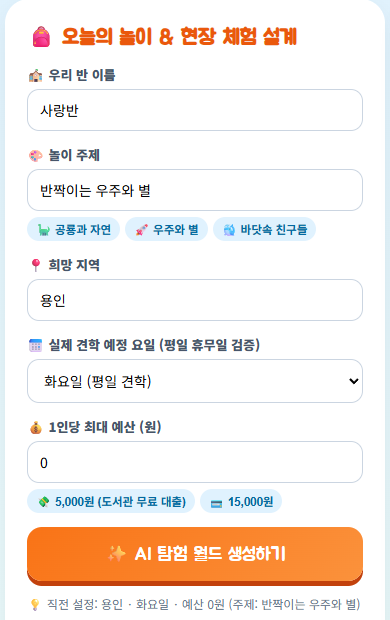 오늘의 놀이 & 현장 체험 설계
우리 반 이름
사랑반
놀이 주제
반짝이는 우주와 별
공룡과 자연 우주와 별 바닷속 친구들
희망 지역
용인
실제 견학 예정 요일 (평일 휴무일 검증)
화요일 (평일 견학)
1인당 최대 예산 (원)
0
5,000원 (도서관 무료 대출) 15,000원
AI 탐험 월드 생성하기
직전 설정: 용인 · 화요일 · 예산 0원 (주제: 반짝이는 우주와 별)